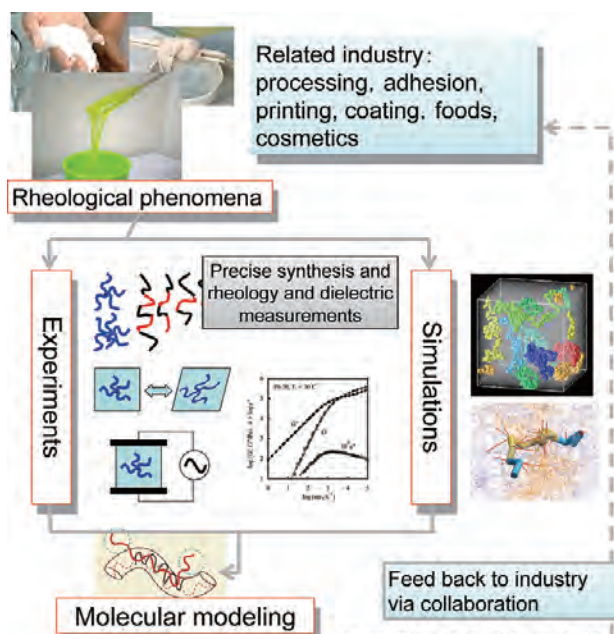 Related industry:
processing, adhesion,
printing, coating, foods,
cosmetics
Rheological phenomena
Precise synthesis and
rheology and dielectric
measurements
Experiments
Simulations
Molecular modeling
Feed back to industry
via collaboration